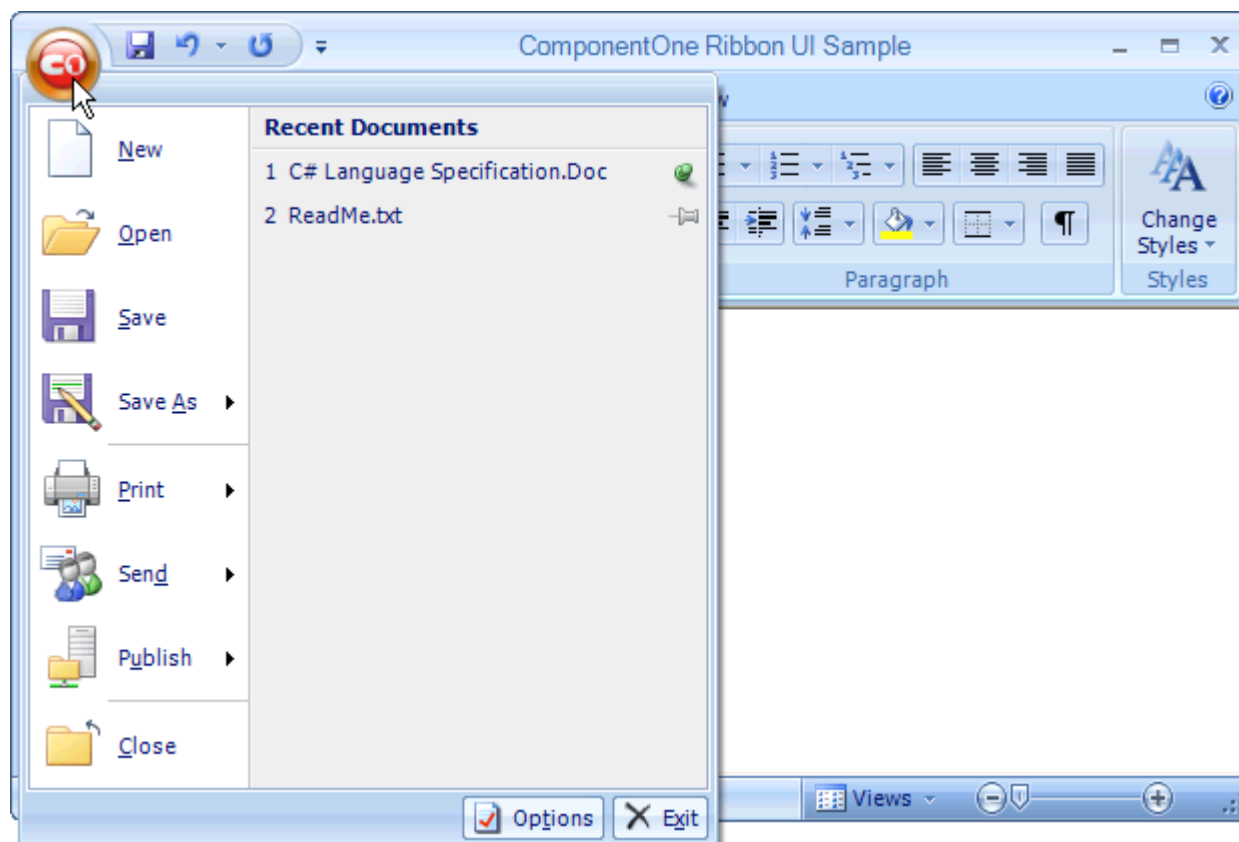 ComponentOne Ribbon UI Sample
C1
w
Recent Documents
New
1 C# Language Specification.Doc
2 ReadMe.txt
Open
Change
Styles
Paragraph
Styles
Save
Save As
Print
Send
Publish
Close
Views
Options
Exit